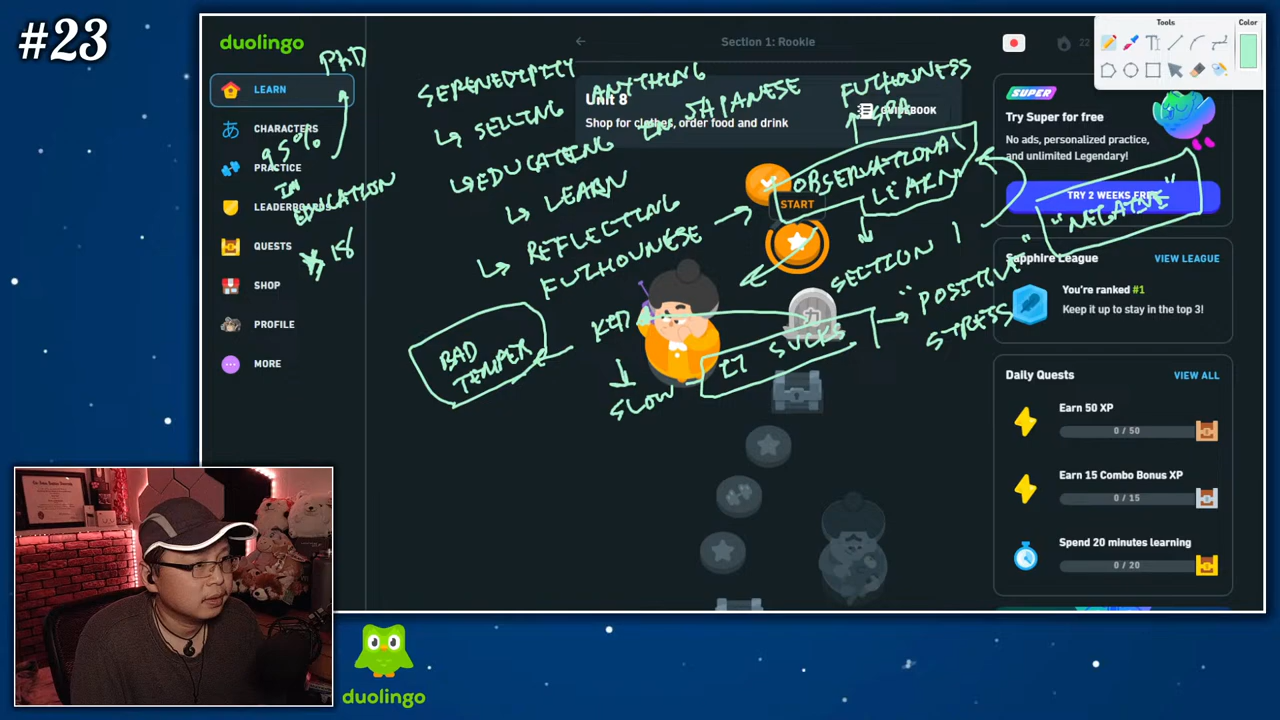 #23
duolingo
LEARN
CHARACTERS
PRACTICE
LEADERBOARDS
QUESTS
SHOP
PROFILE
MORE
PhD
95%
IN
EDUCATION
18
Section 1: Rookie
Unit 8
Shop for clothes, order food and drink
GUIDEBOOK
START
SERENEDIPITY
SELLING ANYTHING
EDUCATING IN JAPANESE
LEARN
REFLECTING
OBSERVATIONAL
LEARN
SECTION 1
KID
SLOW
IT SUCKS
BAD
TEMPER
"POSITIVE"
STRESS
"NEGATIVE"
22
Tools
Color
SUPER
Try Super for free
No ads, personalized practice,
and unlimited Legendary!
TRY 2 WEEKS FREE
Sapphire League
VIEW LEAGUE
You're ranked #1
Keep it up to stay in the top 3!
Daily Quests
VIEW ALL
Earn 50 XP
0 / 50
Earn 15 Combo Bonus XP
0 / 15
Spend 20 minutes learning
0 / 20
duolingo